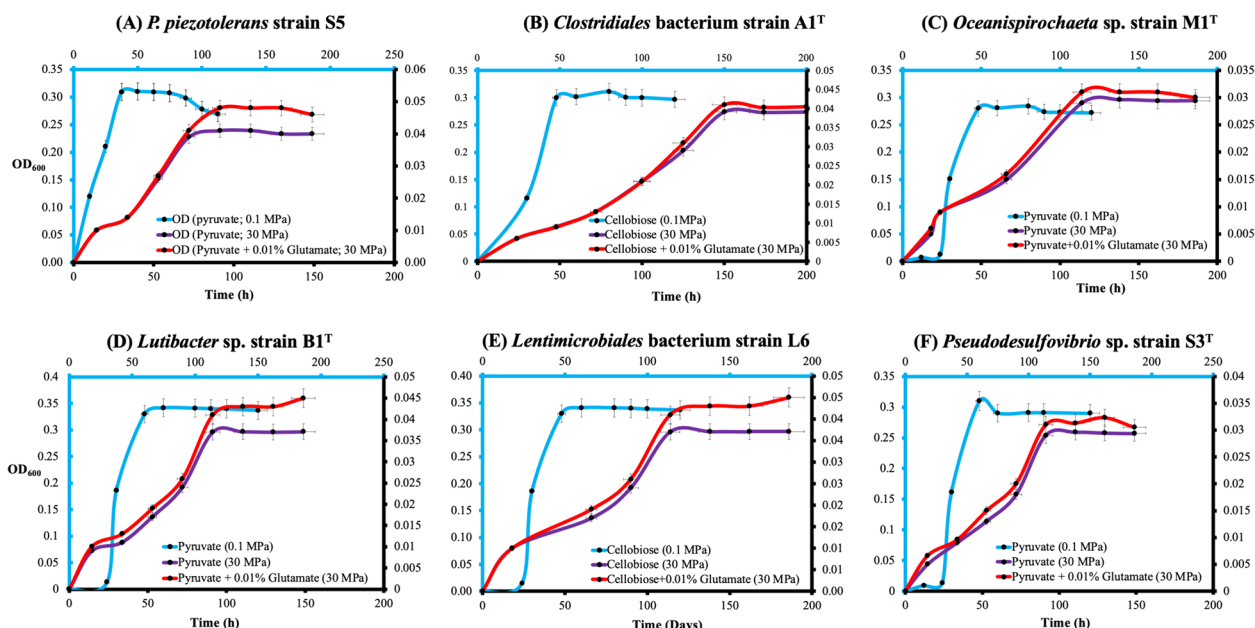 (A) P. piezotolerans strain S5
0 50 100 150 200 250
0.35 0.06
0.30 0.05
0.25 0.04
0.20 0.03
0.15 0.02
0.10 0.01
0.05 0.00
0.00
OD600
OD (pyruvate; 0.1 MPa)
OD (Pyruvate; 30 MPa)
OD (Pyruvate + 0.01% Glutamate; 30 MPa)
0 50 100 150 200
Time (h)
(B) Clostridiales bacterium strain A1T
0 50 100 150 200
0.35 0.05
0.3 0.045
0.25 0.04
0.2 0.035
0.15 0.03
0.1 0.025
0.05 0.02
0 0.015
0.01
0.005
0
Cellobiose (0.1MPa)
Cellobiose (30 MPa)
Cellobiose + 0.01% Glutamate (30 MPa)
0 50 100 150 200
Time (h)
(C) Oceanispirochaeta sp. strain M1T
0 50 100 150 200
0.35 0.035
0.3 0.03
0.25 0.025
0.2 0.02
0.15 0.015
0.1 0.01
0.05 0.005
0 0
Pyruvate (0.1 MPa)
Pyruvate (30 MPa)
Pyruvate+0.01% Glutamate (30 MPa)
0 50 100 150 200
Time (h)
(D) Lutibacter sp. strain B1T
0 50 100 150 200 250
0.4 0.05
0.35 0.045
0.3 0.04
0.25 0.035
0.2 0.03
0.15 0.025
0.1 0.02
0.05 0.015
0 0.01
0.005
0
OD600
Pyruvate (0.1 MPa)
Pyruvate (30 MPa)
Pyruvate + 0.01% Glutamate (30 MPa)
0 50 100 150 200
Time (h)
(E) Lentimicrobiales bacterium strain L6
0 50 100 150 200
0.40 0.05
0.35 0.04
0.30 0.04
0.25 0.03
0.20 0.03
0.15 0.02
0.10 0.02
0.05 0.01
0.00 0.01
0.00
Cellobiose (0.1 MPa)
Cellobiose (30 MPa)
Cellobiose+0.01% Glutamate (30 MPa)
0 50 100 150 200
Time (Days)
(F) Pseudodesulfovibrio sp. strain S3T
0 50 100 150 200 250
0.35 0.04
0.3 0.035
0.25 0.03
0.2 0.025
0.15 0.02
0.1 0.015
0.05 0.01
0 0.005
0
Pyruvate (0.1 MPa)
Pyruvate (30 MPa)
Pyruvate + 0.01% Glutamate (30 MPa)
0 50 100 150 200
Time (h)